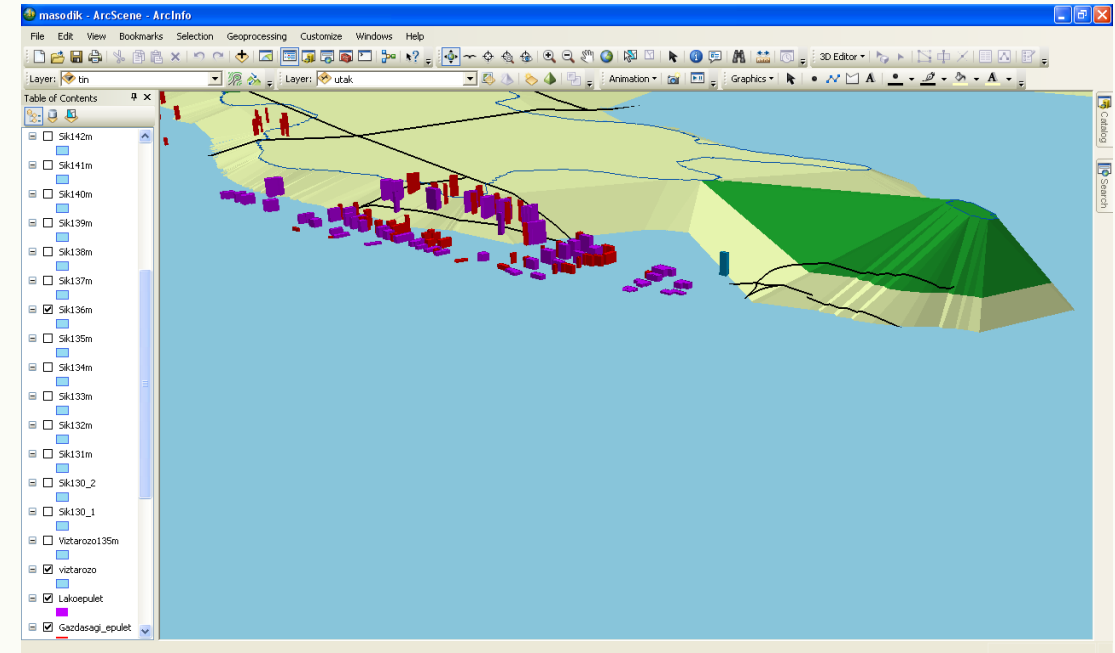 masodik - ArcScene - ArcInfo
File Edit View Bookmarks Selection Geoprocessing Customize Windows Help
3D Editor
Layer: tin Layer: utak Animation Graphics A A
Table of Contents
Sik142m
Sik141m
Sik140m
Sik139m
Sik138m
Sik137m
Sik136m
Sik135m
Sik134m
Sik133m
Sik132m
Sik131m
Sik130_2
Sik130_1
Viztarozo135m
viztarozo
Lakoepulet
Gazdasagi_epulet
Catalog
Search